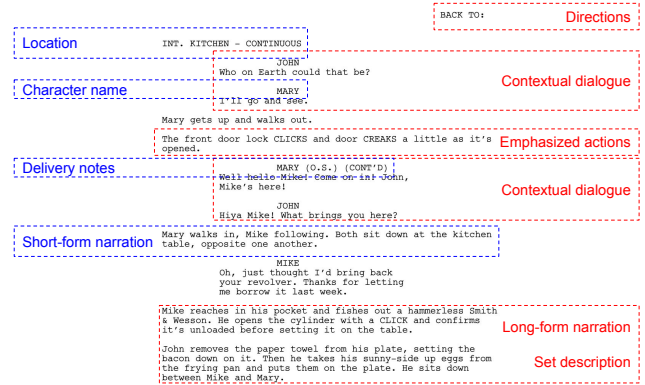 BACK TO:
Directions
Location
INT. KITCHEN – CONTINUOUS
JOHN
Who on Earth could that be?
Contextual dialogue
Character name
MARY
I'll go and see.
Mary gets up and walks out.
The front door lock CLICKS and door CREAKS a little as it's
opened.
Emphasized actions
Delivery notes
MARY (O.S.) (CONT'D)
Well hello Mike! Come on in! John,
Mike's here!
Contextual dialogue
JOHN
Hiya Mike! What brings you here?
Short-form narration
Mary walks in, Mike following. Both sit down at the kitchen
table, opposite one another.
MIKE
Oh, just thought I'd bring back
your revolver. Thanks for letting
me borrow it last week.
Mike reaches in his pocket and fishes out a hammerless Smith
& Wesson. He opens the cylinder with a CLICK and confirms
it's unloaded before setting it on the table.
Long-form narration
John removes the paper towel from his plate, setting the
bacon down on it. Then he takes his sunny-side up eggs from
the frying pan and puts them on the plate. He sits down
between Mike and Mary.
Set description